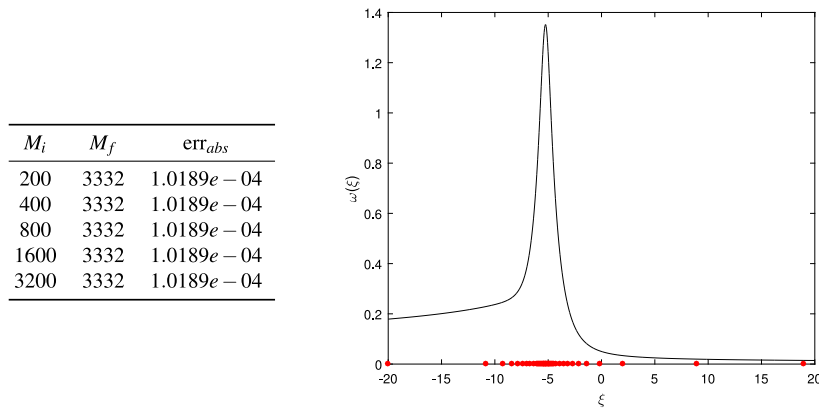 M_i M_f err_abs
200 3332 1.0189e − 04
400 3332 1.0189e − 04
800 3332 1.0189e − 04
1600 3332 1.0189e − 04
3200 3332 1.0189e − 04
1.4
1.2
1
0.8
0.6
0.4
0.2
0
ω(ξ)
-20 -15 -10 -5 0 5 10 15 20
ξ